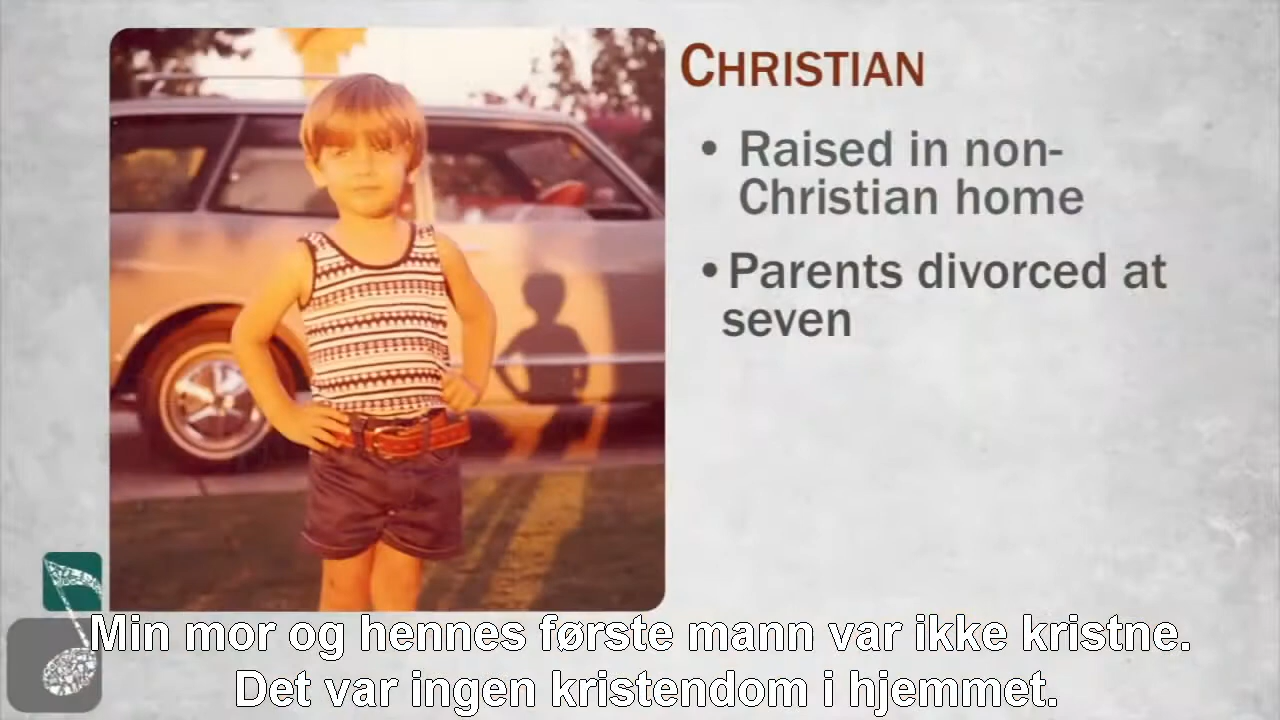 CHRISTIAN
• Raised in non-
Christian home
• Parents divorced at
seven
Min mor og hennes første mann var ikke kristne.
Det var ingen kristendom i hjemmet.